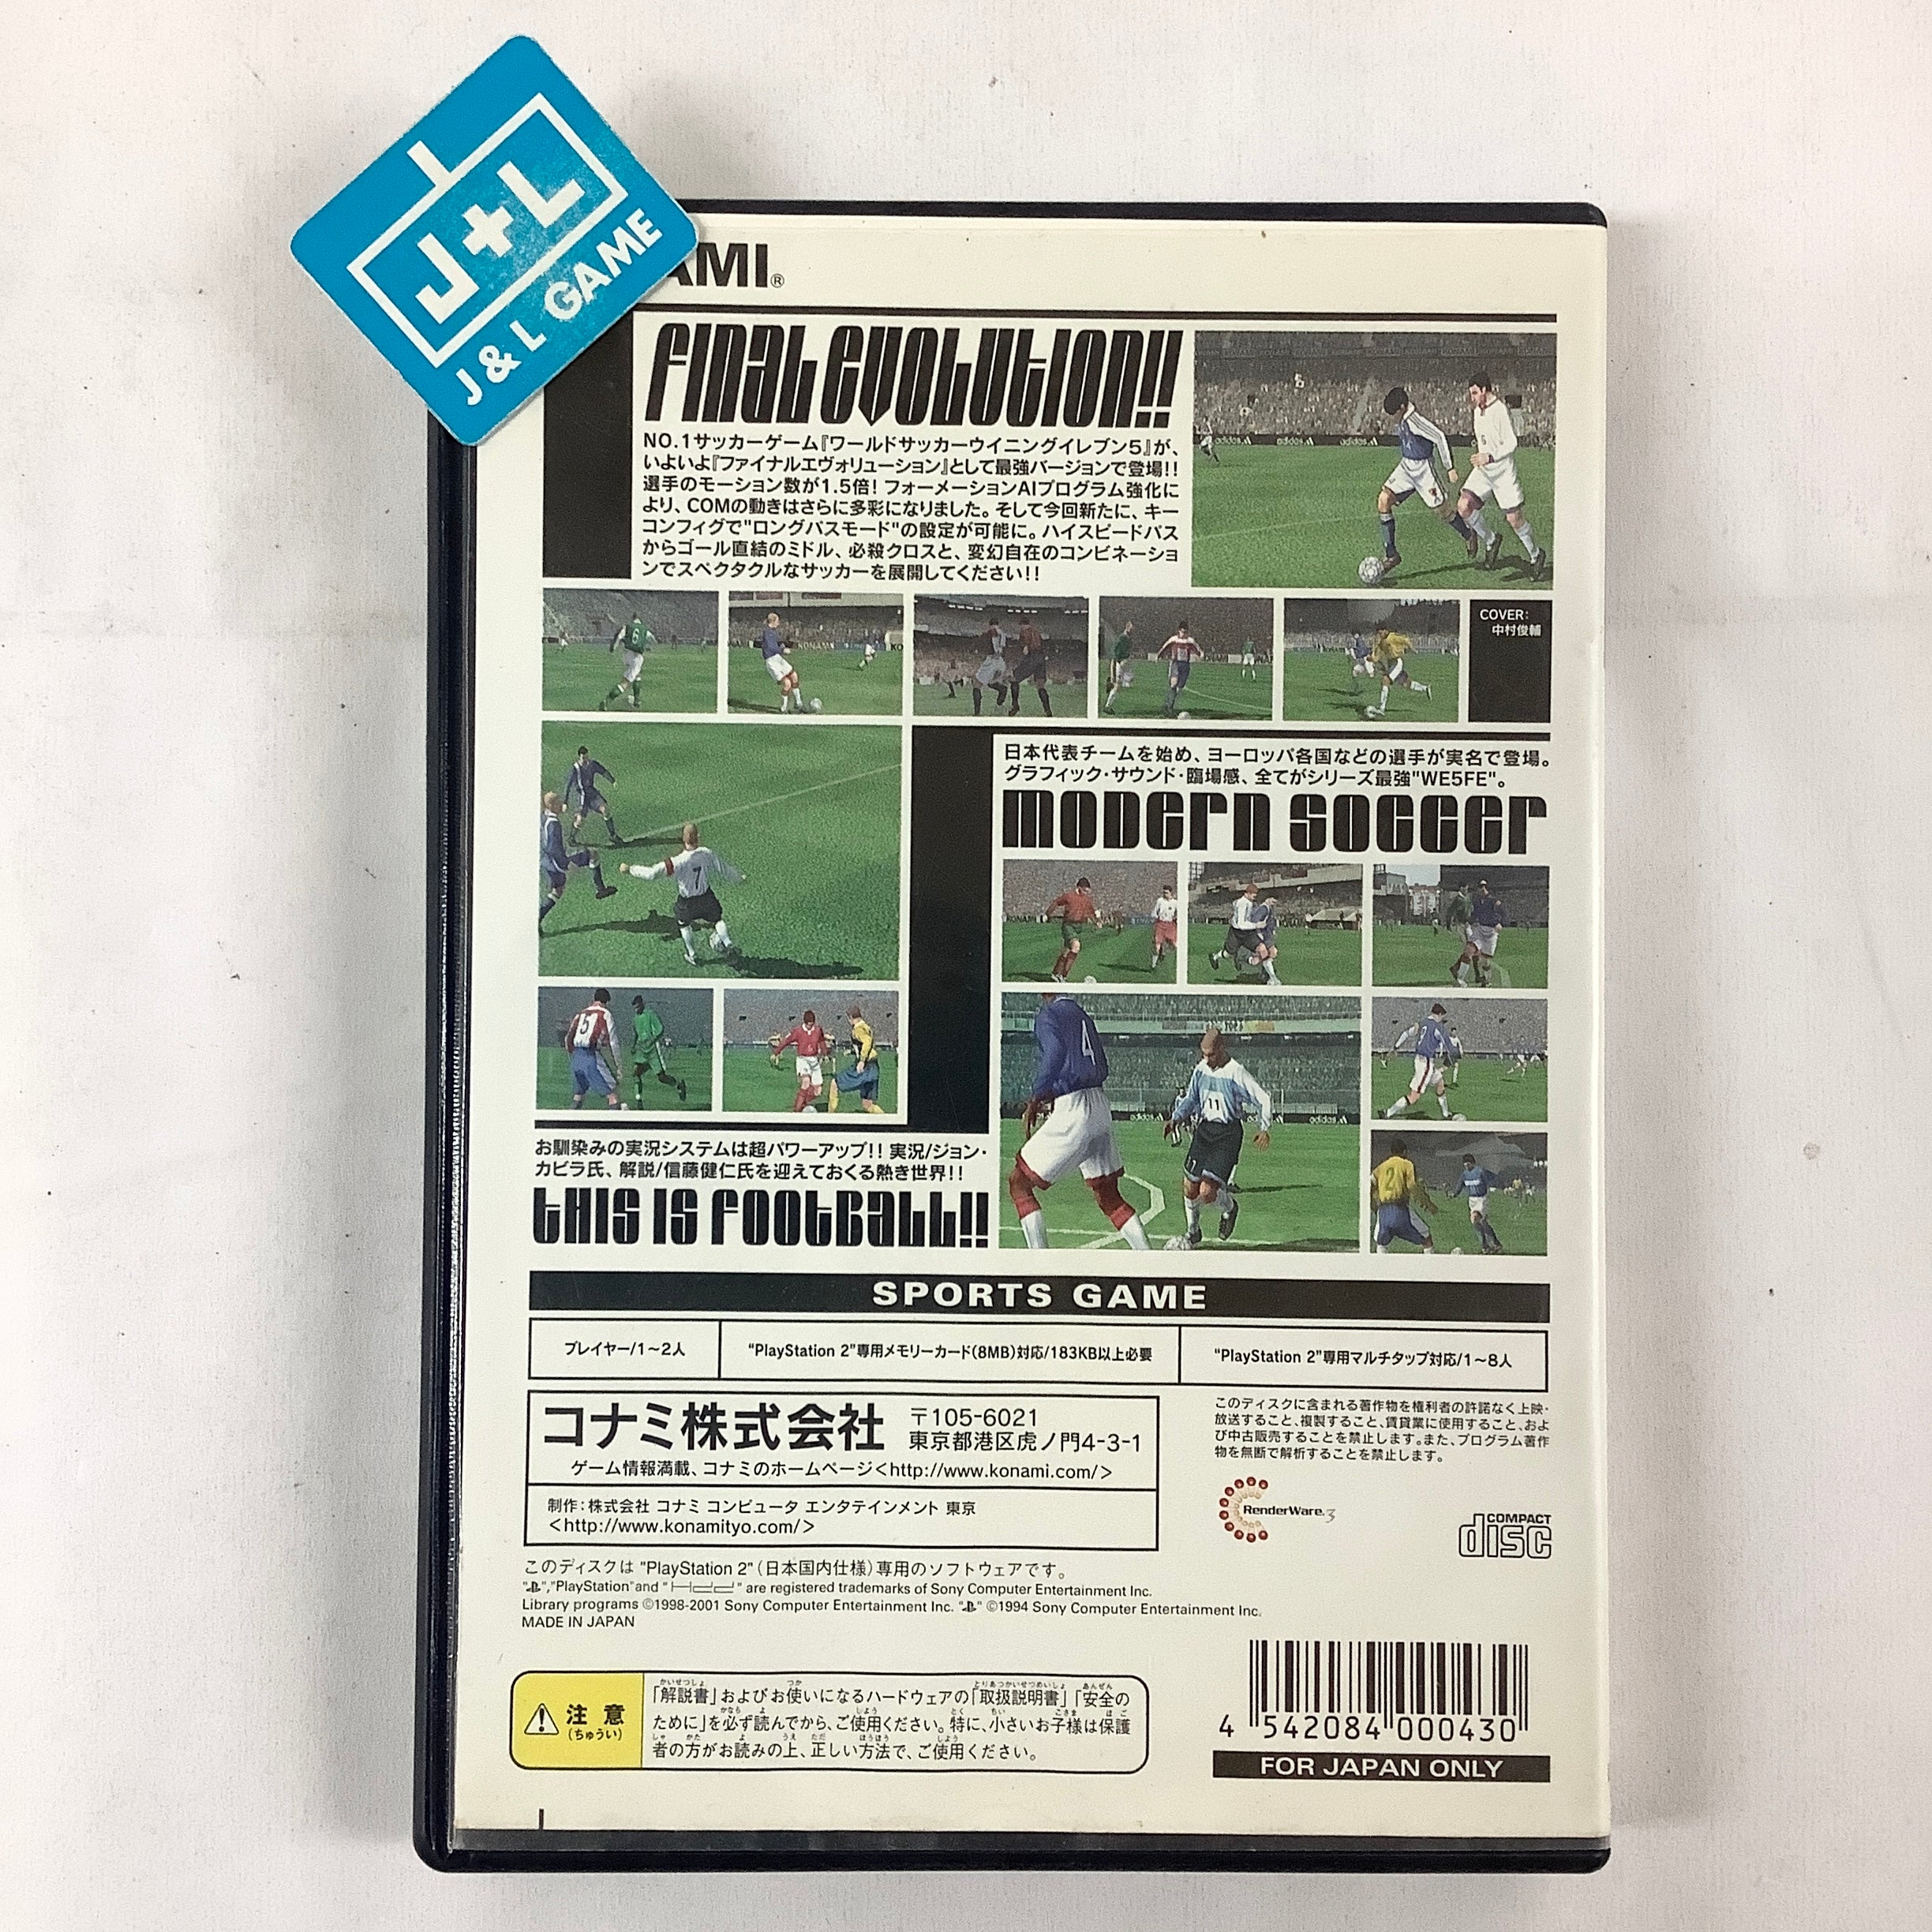 J+L
J & L GAME
AMI®
FINAL EVOLUTION!!
NO.1サッカーゲーム『ワールドサッカーウイニングイレブン5』が、
いよいよ『ファイナルエヴォリューション』として最強バージョンで登場!!
選手のモーション数が1.5倍! フォーメーションAIプログラム強化に
より、COMの動きはさらに多彩になりました。そして今回新たに、キー
コンフィグで"ロングパスモード"の設定が可能に。ハイスピードパス
からゴール直結のミドル、必殺クロスと、変幻自在のコンビネーショ
ンでスペクタクルなサッカーを展開してください!!
COVER:
中村俊輔
日本代表チームを始め、ヨーロッパ各国などの選手が実名で登場。
グラフィック・サウンド・臨場感、全てがシリーズ最強"WE5FE"。
MODERN SOCCER
お馴染みの実況システムは超パワーアップ!! 実況/ジョン・
カビラ氏、解説/信藤健仁氏を迎えておくる熱き世界!!
THIS IS FOOTBALL!!
SPORTS GAME
プレイヤー/1～2人
“PlayStation 2”専用メモリーカード(8MB)対応/183KB以上必要
“PlayStation 2”専用マルチタップ対応/1～8人
コナミ株式会社
〒105-6021
東京都港区虎ノ門4-3-1
ゲーム情報満載、コナミのホームページ<http://www.konami.com/>
制作:株式会社 コナミ コンピュータ エンタテインメント 東京
<http://www.konamityo.com/>
このディスクに含まれる著作物を権利者の許諾なく上映・
放送すること、複製すること、賃貸業に使用すること、およ
び中古販売することを禁止します。また、プログラム著作
物を無断で解析することを禁止します。
RenderWare.3
COMPACT
disc
このディスクは "PlayStation 2" (日本国内仕様) 専用のソフトウェアです。
" ","PlayStation"and " " are registered trademarks of Sony Computer Entertainment Inc.
Library programs ©1998-2001 Sony Computer Entertainment Inc. " " ©1994 Sony Computer Entertainment Inc.
MADE IN JAPAN
注意
(ちゅうい)
「解説書」およびお使いになるハードウェアの「取扱説明書」「安全の
ために」を必ず読んでから、ご使用ください。特に、小さいお子様は保護
者の方がお読みの上、正しい方法で、ご使用ください。
4 542084 000430
FOR JAPAN ONLY